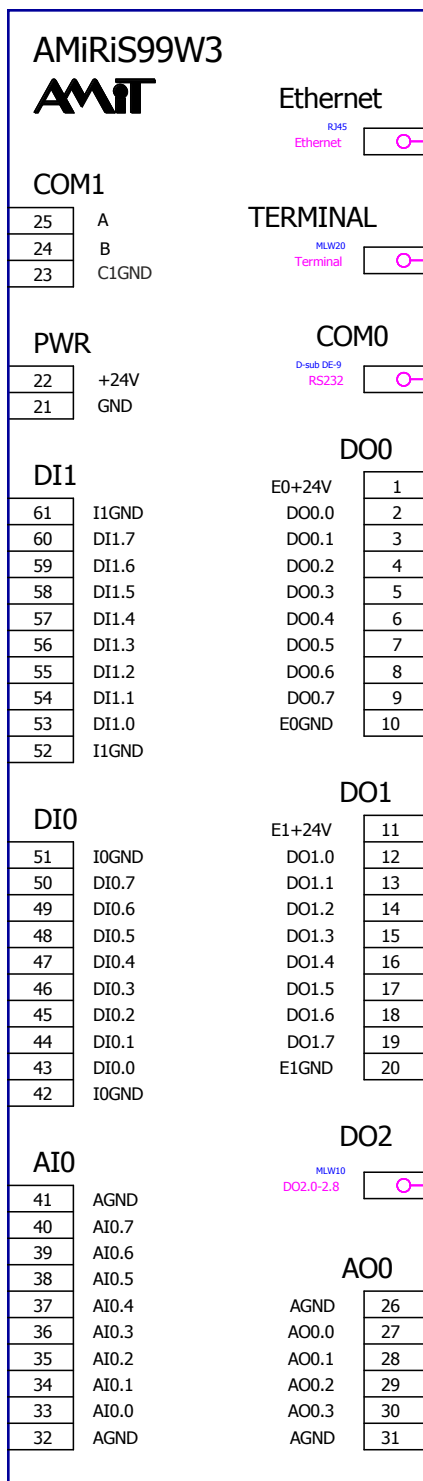 AMiRiS99W3
AMiT
Ethernet
RJ45
Ethernet
COM1
25 A
24 B
23 C1GND
TERMINAL
MLW20
Terminal
PWR
22 +24V
21 GND
COM0
D-sub DE-9
RS232
DI1
61 I1GND
60 DI1.7
59 DI1.6
58 DI1.5
57 DI1.4
56 DI1.3
55 DI1.2
54 DI1.1
53 DI1.0
52 I1GND
DO0
E0+24V 1
DO0.0 2
DO0.1 3
DO0.2 4
DO0.3 5
DO0.4 6
DO0.5 7
DO0.6 8
DO0.7 9
E0GND 10
DI0
51 I0GND
50 DI0.7
49 DI0.6
48 DI0.5
47 DI0.4
46 DI0.3
45 DI0.2
44 DI0.1
43 DI0.0
42 I0GND
DO1
E1+24V 11
DO1.0 12
DO1.1 13
DO1.2 14
DO1.3 15
DO1.4 16
DO1.5 17
DO1.6 18
DO1.7 19
E1GND 20
DO2
MLW10
DO2.0-2.8
AI0
41 AGND
40 AI0.7
39 AI0.6
38 AI0.5
37 AI0.4
36 AI0.3
35 AI0.2
34 AI0.1
33 AI0.0
32 AGND
AO0
AGND 26
AO0.0 27
AO0.1 28
AO0.2 29
AO0.3 30
AGND 31